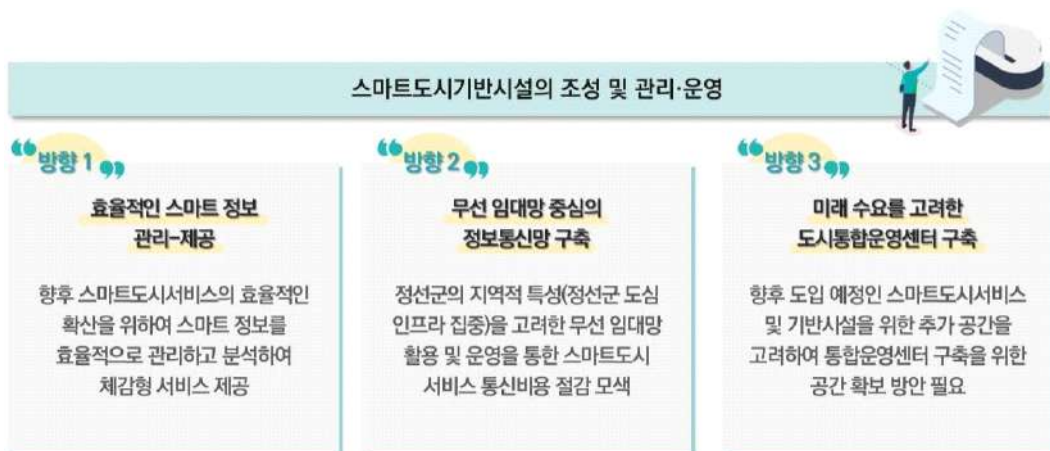 스마트도시기반시설의 조성 및 관리·운영
방향 1
효율적인 스마트 정보
관리-제공
향후 스마트도시서비스의 효율적인
확산을 위하여 스마트 정보를
효율적으로 관리하고 분석하여
체감형 서비스 제공
방향 2
무선 임대망 중심의
정보통신망 구축
정선군의 지역적 특성(정선군 도심
인프라 집중)을 고려한 무선 임대망
활용 및 운영을 통한 스마트도시
서비스 통신비용 절감 모색
방향 3
미래 수요를 고려한
도시통합운영센터 구축
향후 도입 예정인 스마트도시서비스
및 기반시설을 위한 추가 공간을
고려하여 통합운영센터 구축을 위한
공간 확보 방안 필요